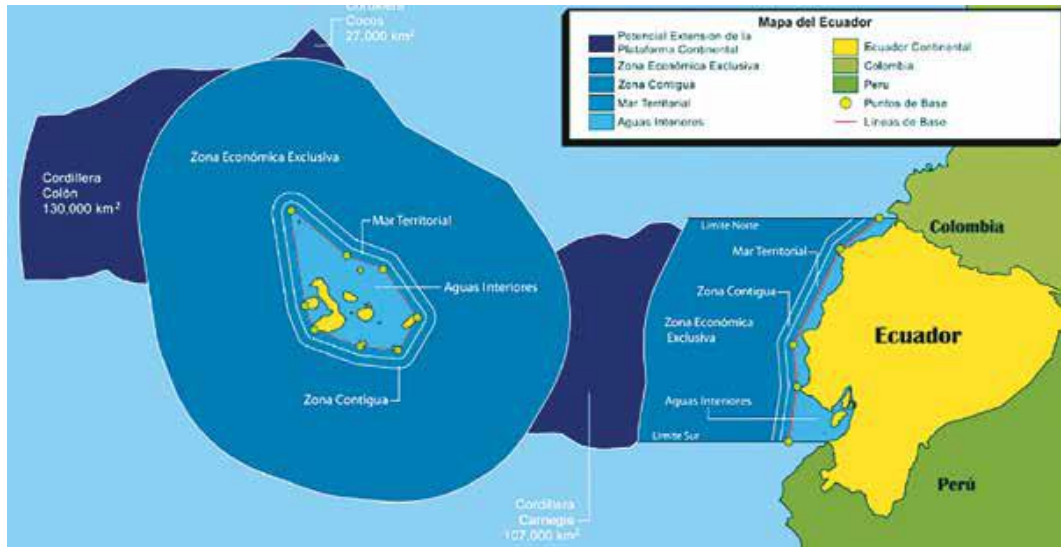 Cordillera
Cocos
27,000 km²
Mapa del Ecuador
Potencial Extension de la
Plataforma Continental
Zona Económica Exclusiva
Zona Contigua
Mar Territorial
Aguas Interiores
Ecuador Continental
Colombia
Peru
Puntos de Base
Líneas de Base
Zona Económica Exclusiva
Cordillera
Colón
130,000 km²
Mar Territorial
Aguas Interiores
Zona Contigua
Limite Norte
Mar Territorial
Zona Contigua
Zona Económica
Exclusiva
Aguas Interiores
Limite Sur
Colombia
Ecuador
Perú
Cordillera
Carnegie
107,000 km²